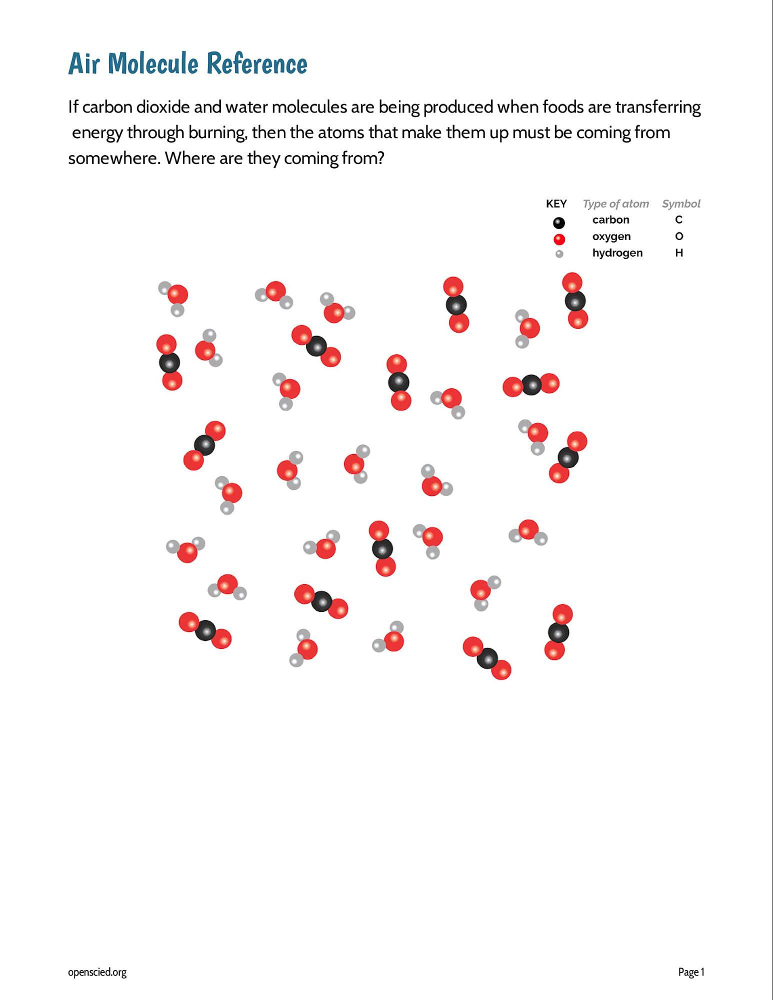 Air Molecule Reference
If carbon dioxide and water molecules are being produced when foods are transferring
energy through burning, then the atoms that make them up must be coming from
somewhere. Where are they coming from?
KEY Type of atom Symbol
carbon C
oxygen O
hydrogen H
openscied.org Page 1